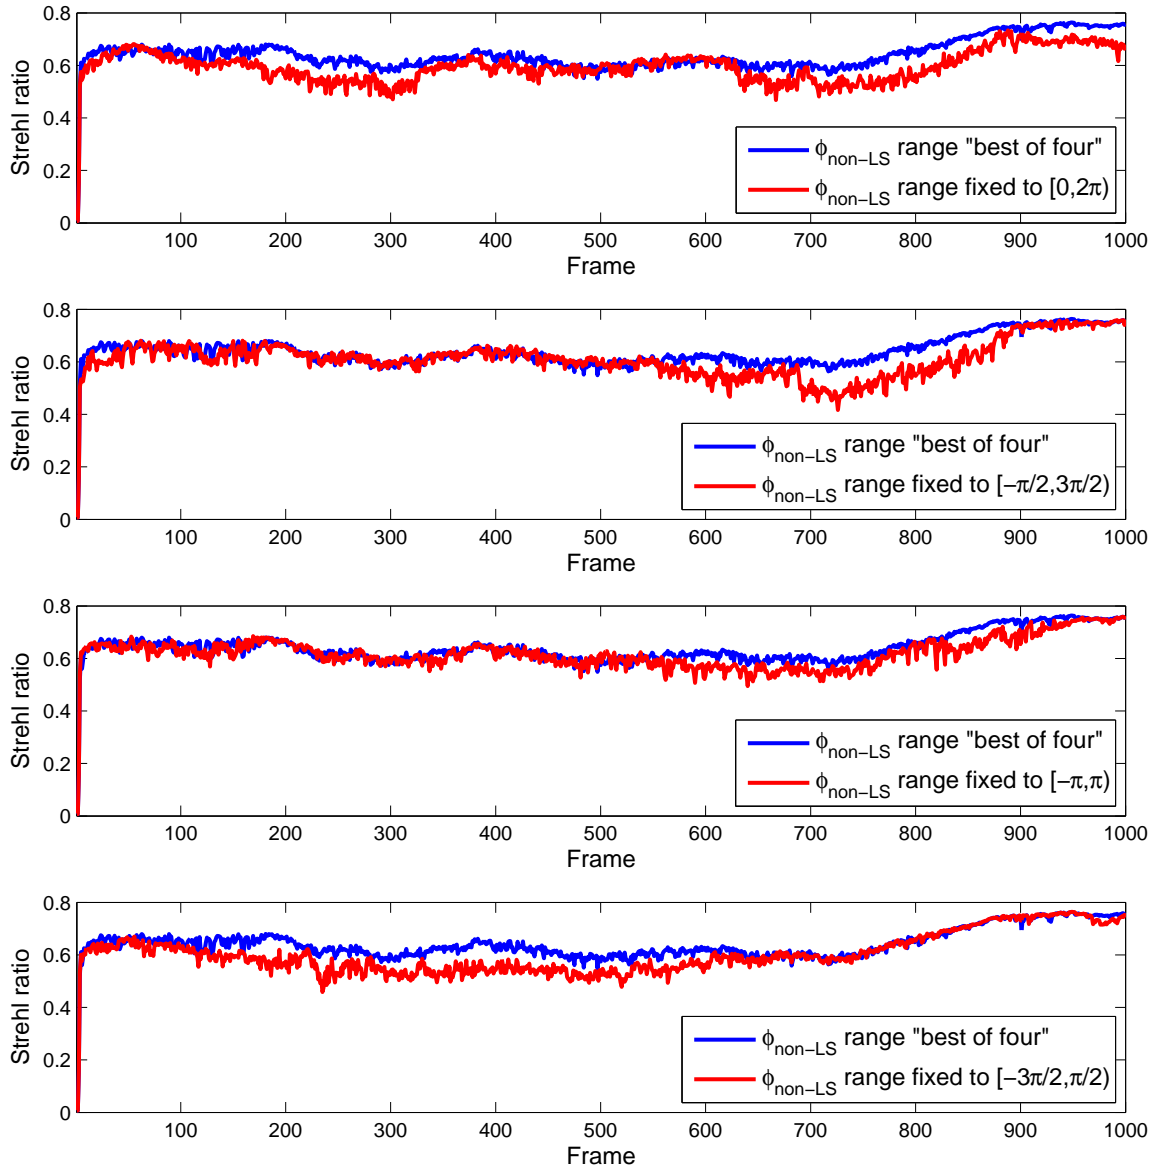 0.8
0.6
0.4
0.2
0
Strehl ratio
100 200 300 400 500 600 700 800 900 1000
Frame
ϕnon−LS range "best of four"
ϕnon−LS range fixed to [0,2π)
0.8
0.6
0.4
0.2
0
Strehl ratio
100 200 300 400 500 600 700 800 900 1000
Frame
ϕnon−LS range "best of four"
ϕnon−LS range fixed to [−π/2,3π/2)
0.8
0.6
0.4
0.2
0
Strehl ratio
100 200 300 400 500 600 700 800 900 1000
Frame
ϕnon−LS range "best of four"
ϕnon−LS range fixed to [−π,π)
0.8
0.6
0.4
0.2
0
Strehl ratio
100 200 300 400 500 600 700 800 900 1000
Frame
ϕnon−LS range "best of four"
ϕnon−LS range fixed to [−3π/2,π/2)